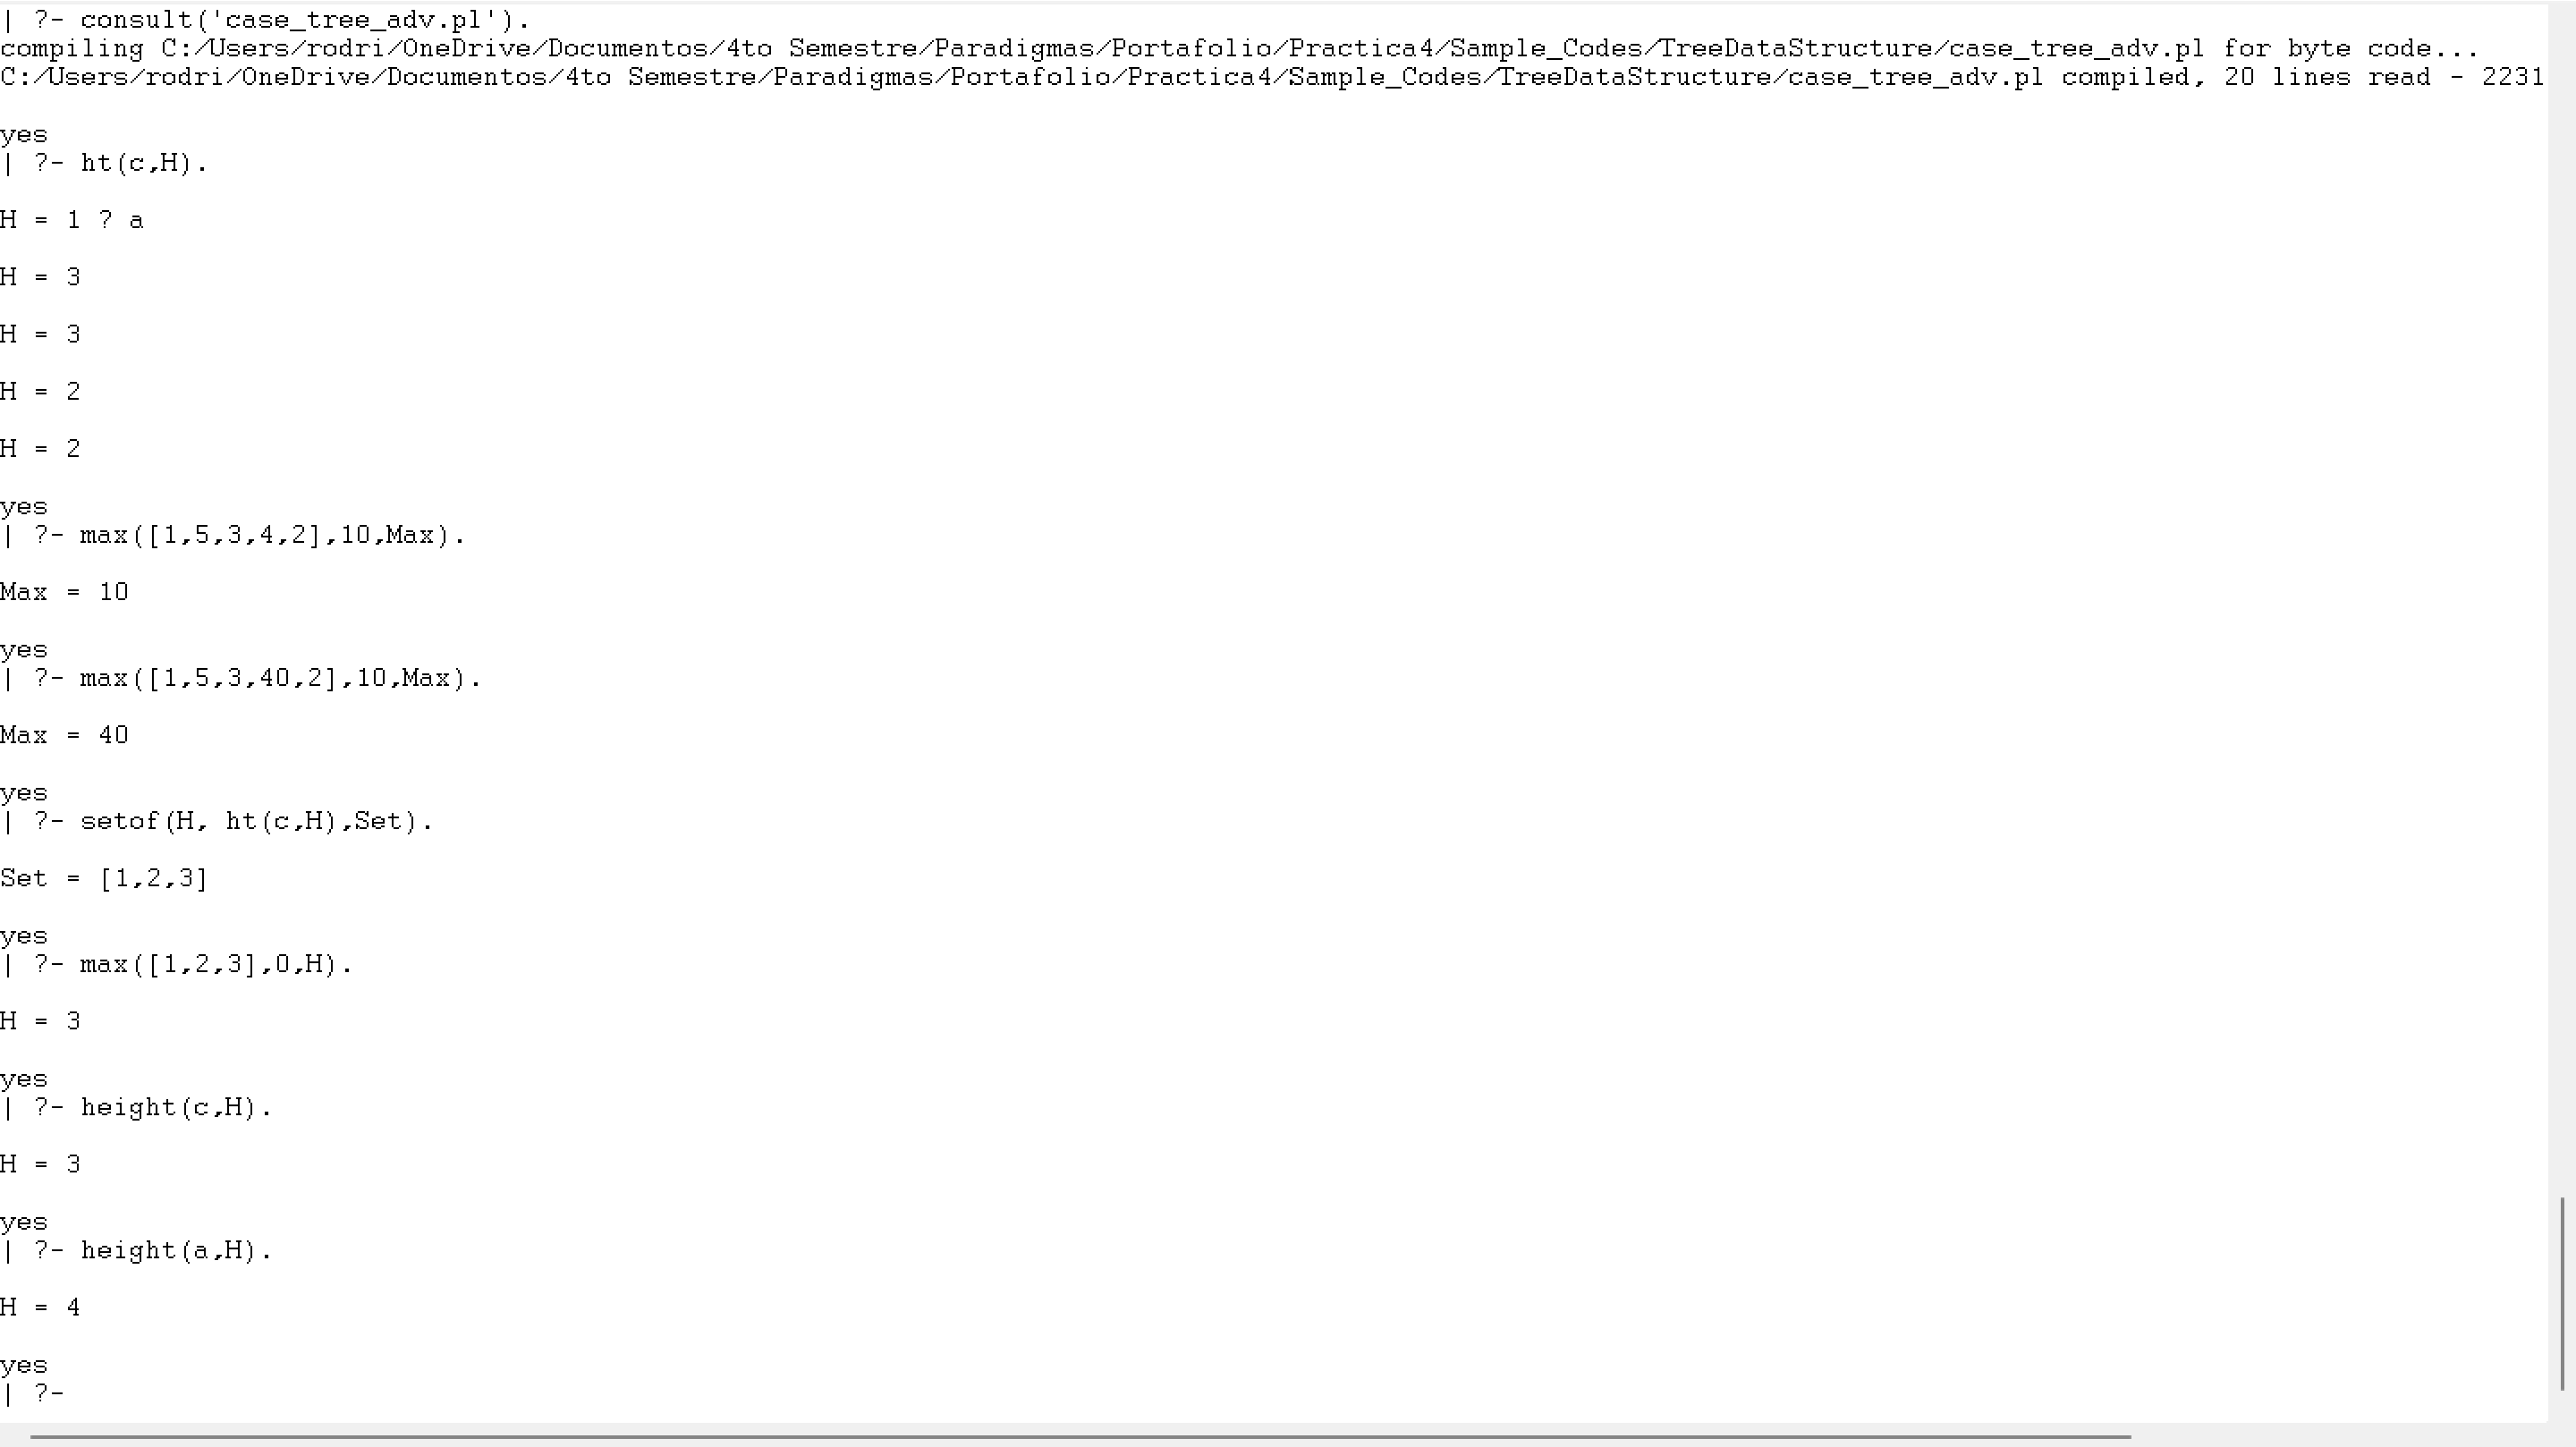 | ?- consult('case_tree_adv.pl').
compiling C:/Users/rodri/OneDrive/Documentos/4to Semestre/Paradigmas/Portafolio/Practica4/Sample_Codes/TreeDataStructure/case_tree_adv.pl for byte code...
C:/Users/rodri/OneDrive/Documentos/4to Semestre/Paradigmas/Portafolio/Practica4/Sample_Codes/TreeDataStructure/case_tree_adv.pl compiled, 20 lines read - 2231
yes
| ?- ht(c,H).
H = 1 ? a
H = 3
H = 3
H = 2
H = 2
yes
| ?- max([1,5,3,4,2],10,Max).
Max = 10
yes
| ?- max([1,5,3,40,2],10,Max).
Max = 40
yes
| ?- setof(H, ht(c,H),Set).
Set = [1,2,3]
yes
| ?- max([1,2,3],0,H).
H = 3
yes
| ?- height(c,H).
H = 3
yes
| ?- height(a,H).
H = 4
yes
| ?-